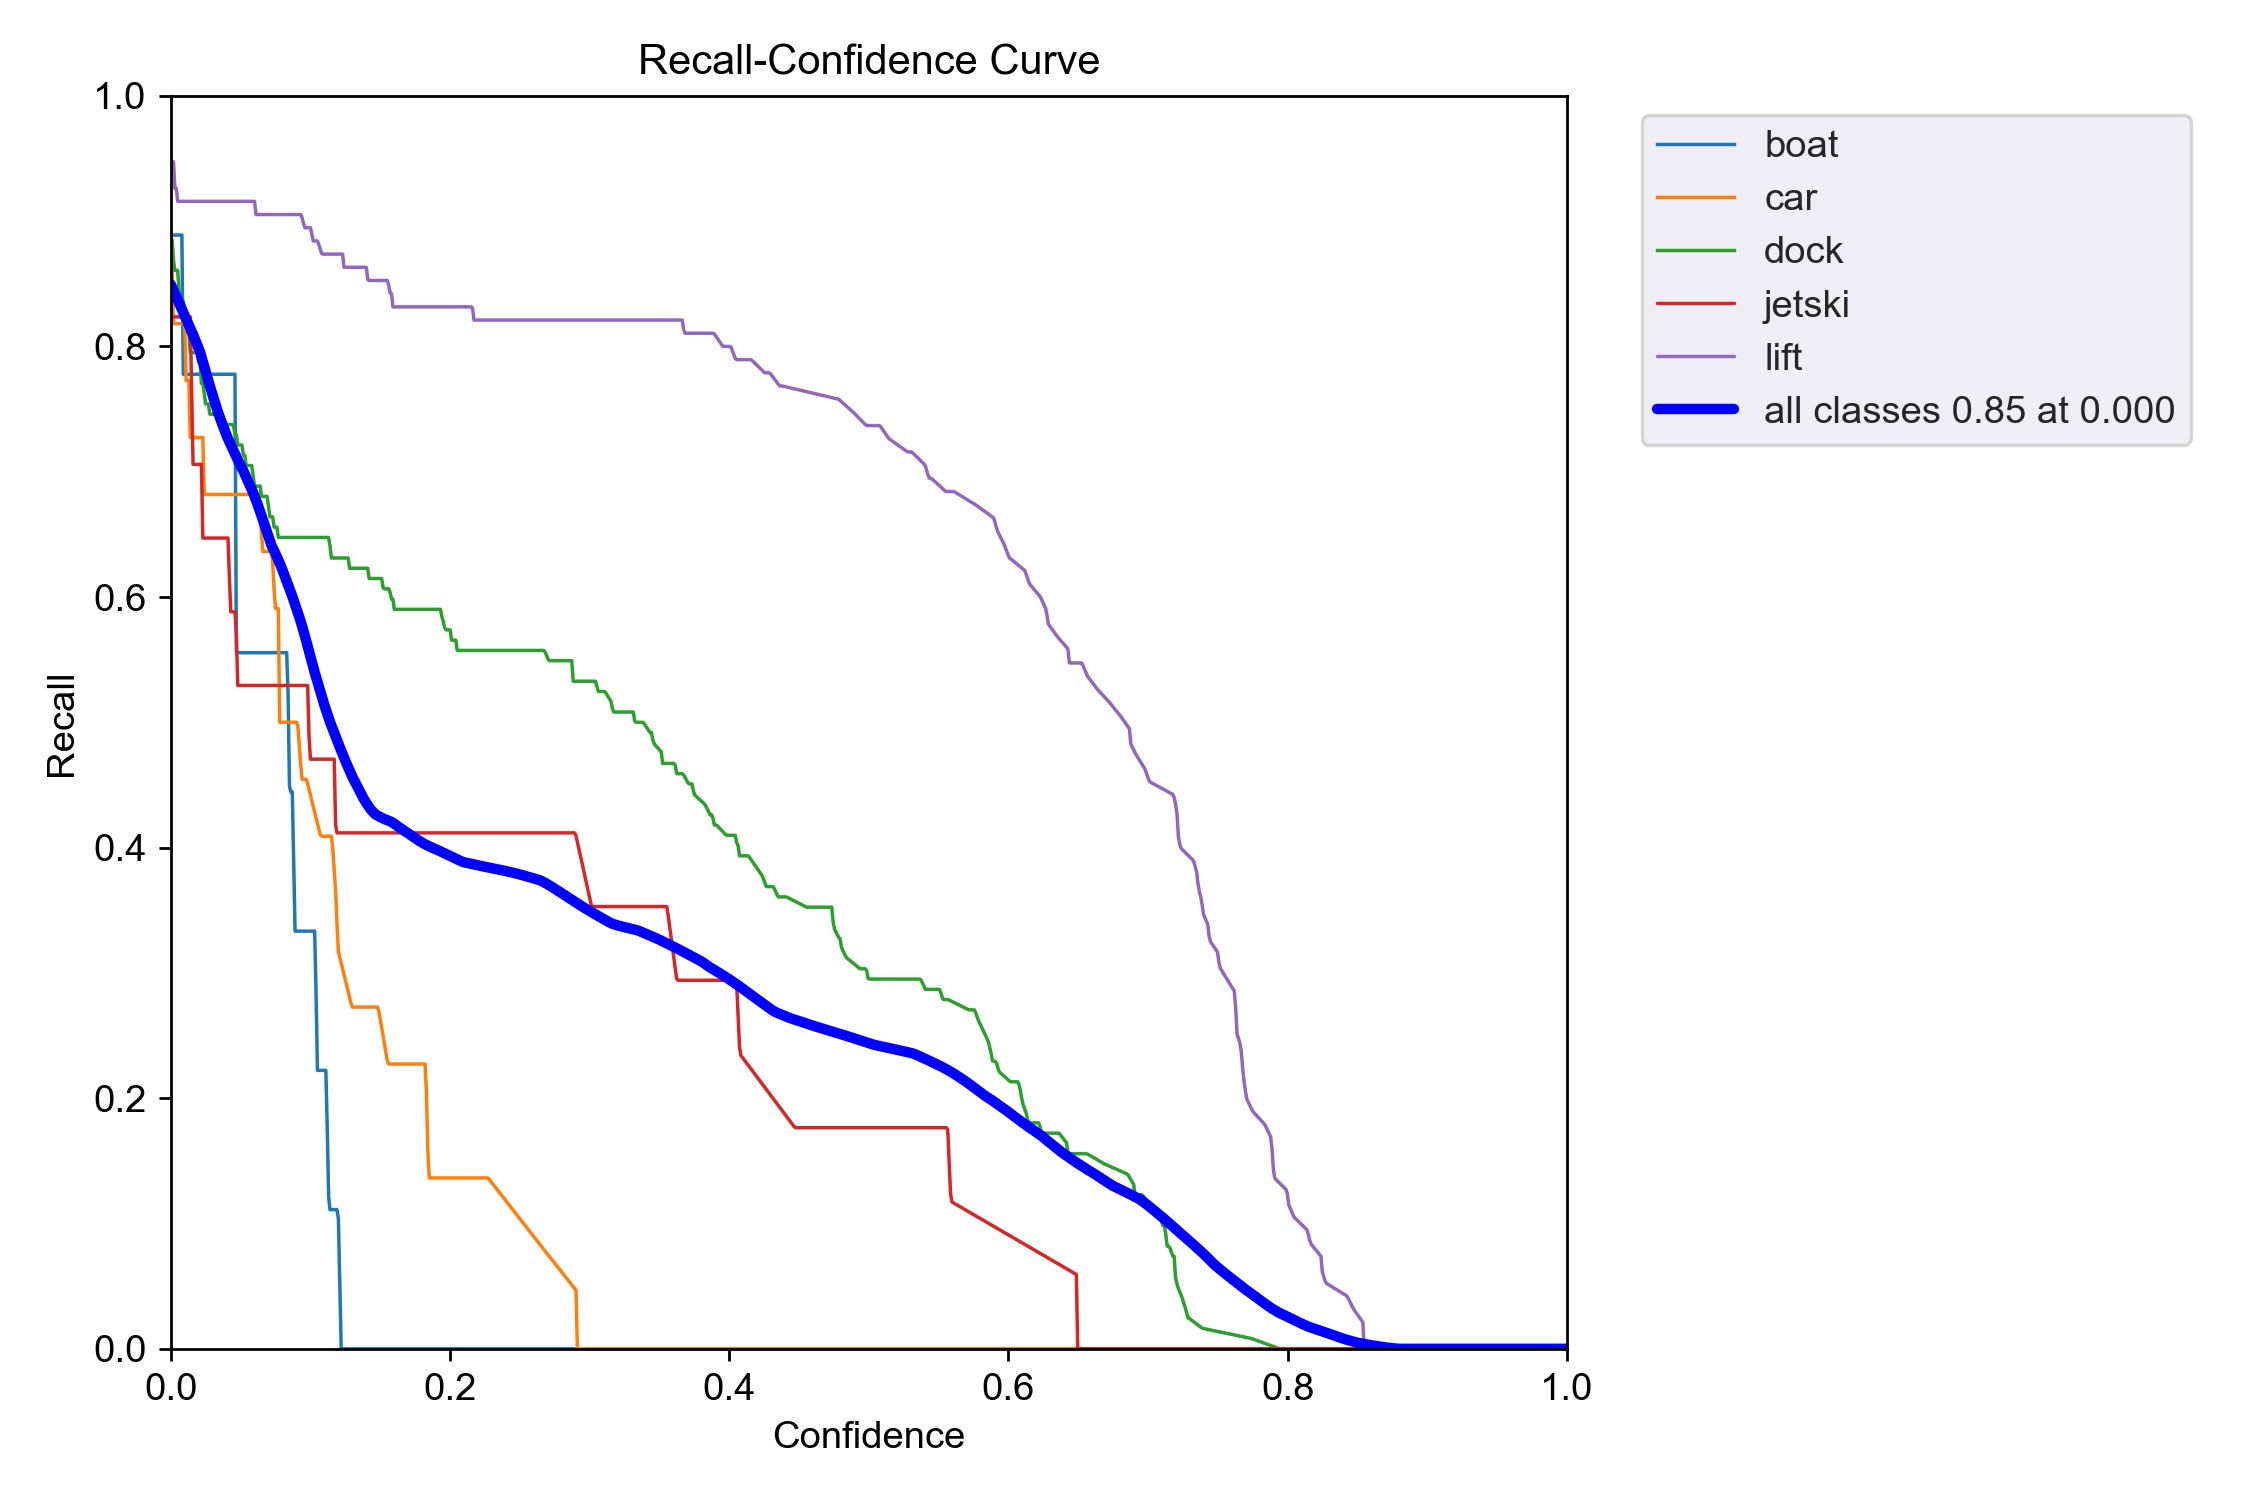 Recall-Confidence Curve
1.0
0.8
0.6
0.4
0.2
0.0
Recall
0.0 0.2 0.4 0.6 0.8 1.0
Confidence
boat
car
dock
jetski
lift
all classes 0.85 at 0.000